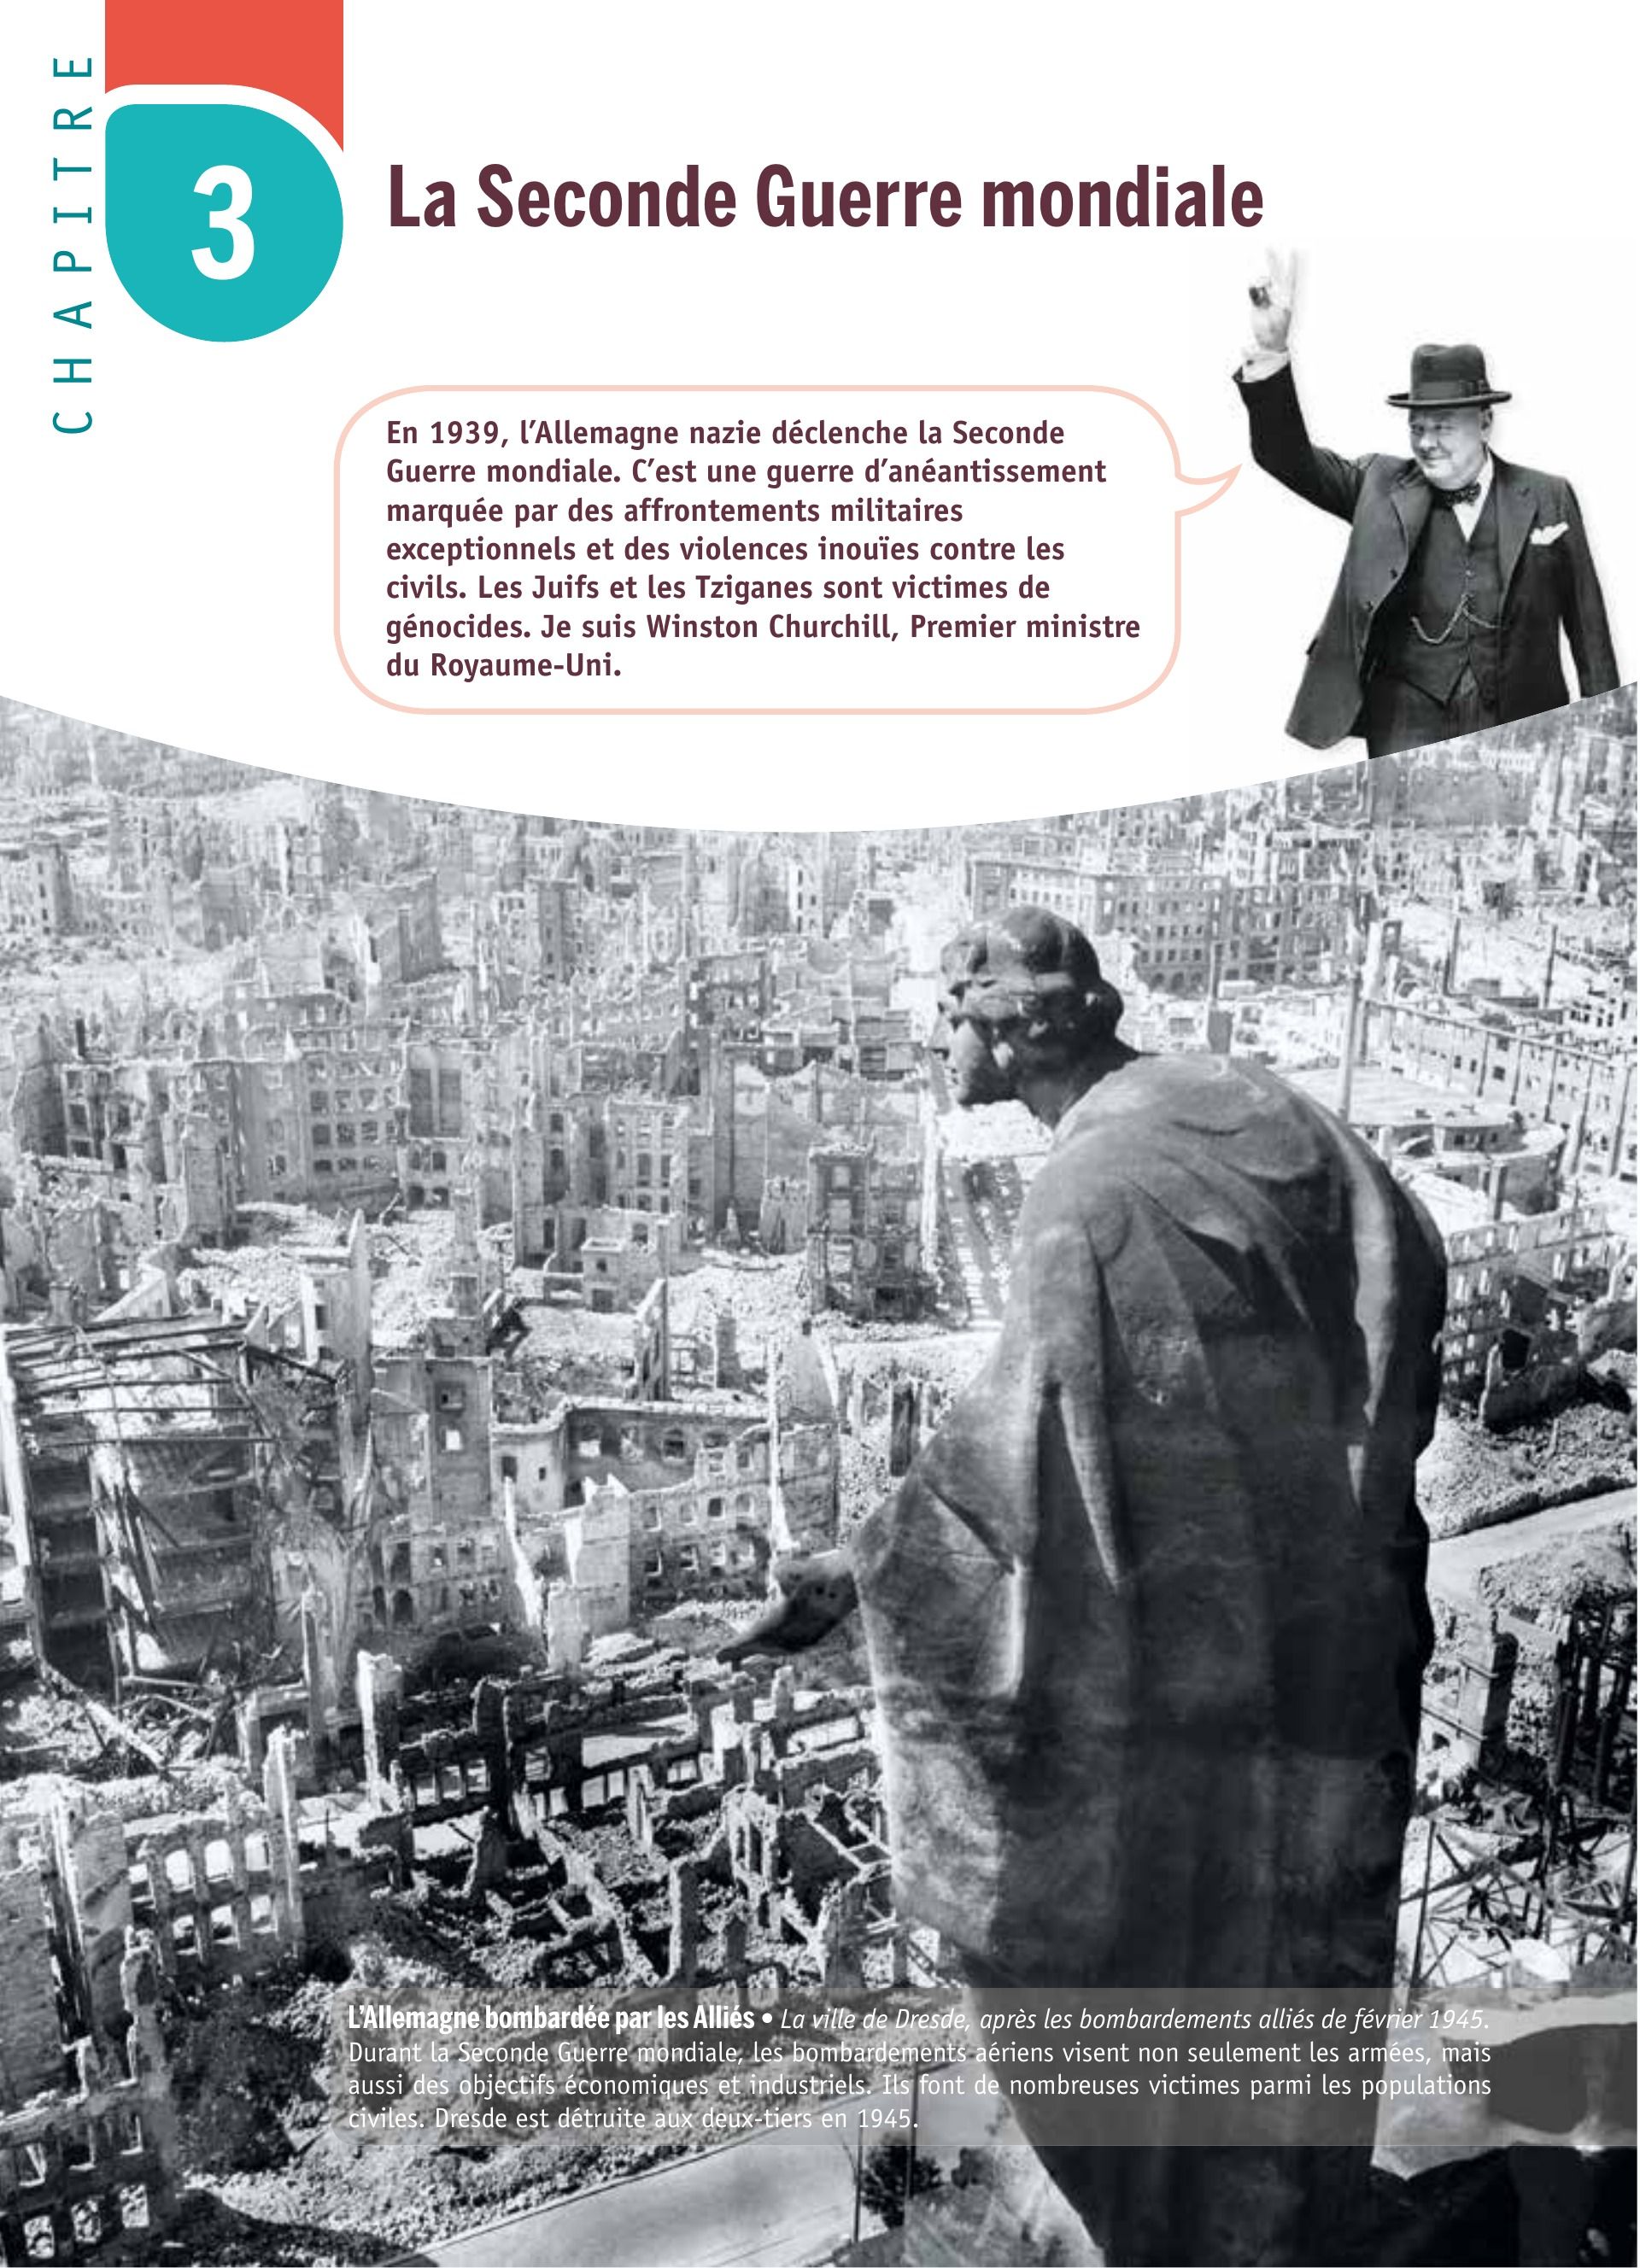 CHAPITRE
3
La Seconde Guerre mondiale
En 1939, l’Allemagne nazie déclenche la Seconde
Guerre mondiale. C’est une guerre d’anéantissement
marquée par des affrontements militaires
exceptionnels et des violences inouïes contre les
civils. Les Juifs et les Tziganes sont victimes de
génocides. Je suis Winston Churchill, Premier ministre
du Royaume-Uni.
L’Allemagne bombardée par les Alliés • La ville de Dresde, après les bombardements alliés de février 1945.
Durant la Seconde Guerre mondiale, les bombardements aériens visent non seulement les armées, mais
aussi des objectifs économiques et industriels. Ils font de nombreuses victimes parmi les populations
civiles. Dresde est détruite aux deux-tiers en 1945.